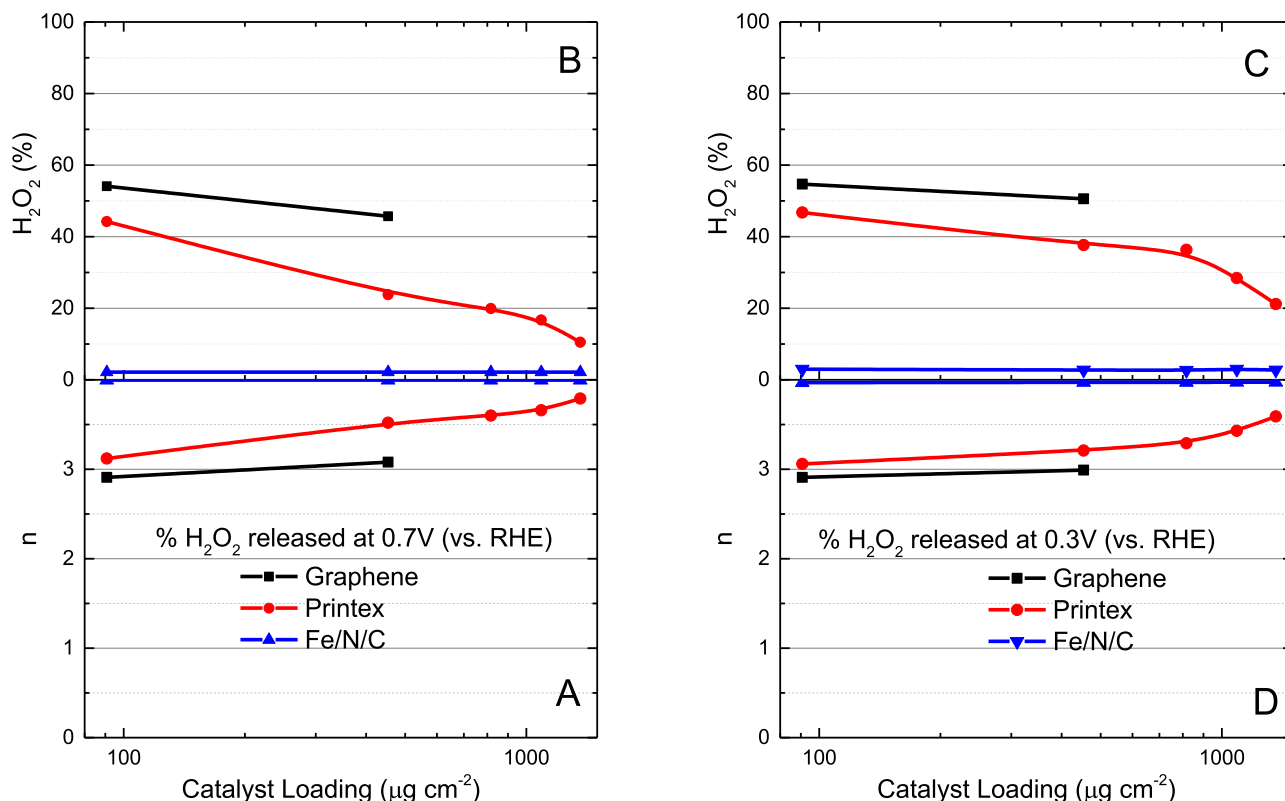 100
80
60
40
20
0
3
2
1
0
H₂O₂ (%)
n
B
% H₂O₂ released at 0.7V (vs. RHE)
Graphene
Printex
Fe/N/C
A
100
1000
Catalyst Loading (μg cm⁻²)
100
80
60
40
20
0
3
2
1
0
H₂O₂ (%)
n
C
% H₂O₂ released at 0.3V (vs. RHE)
Graphene
Printex
Fe/N/C
D
100
1000
Catalyst Loading (μg cm⁻²)